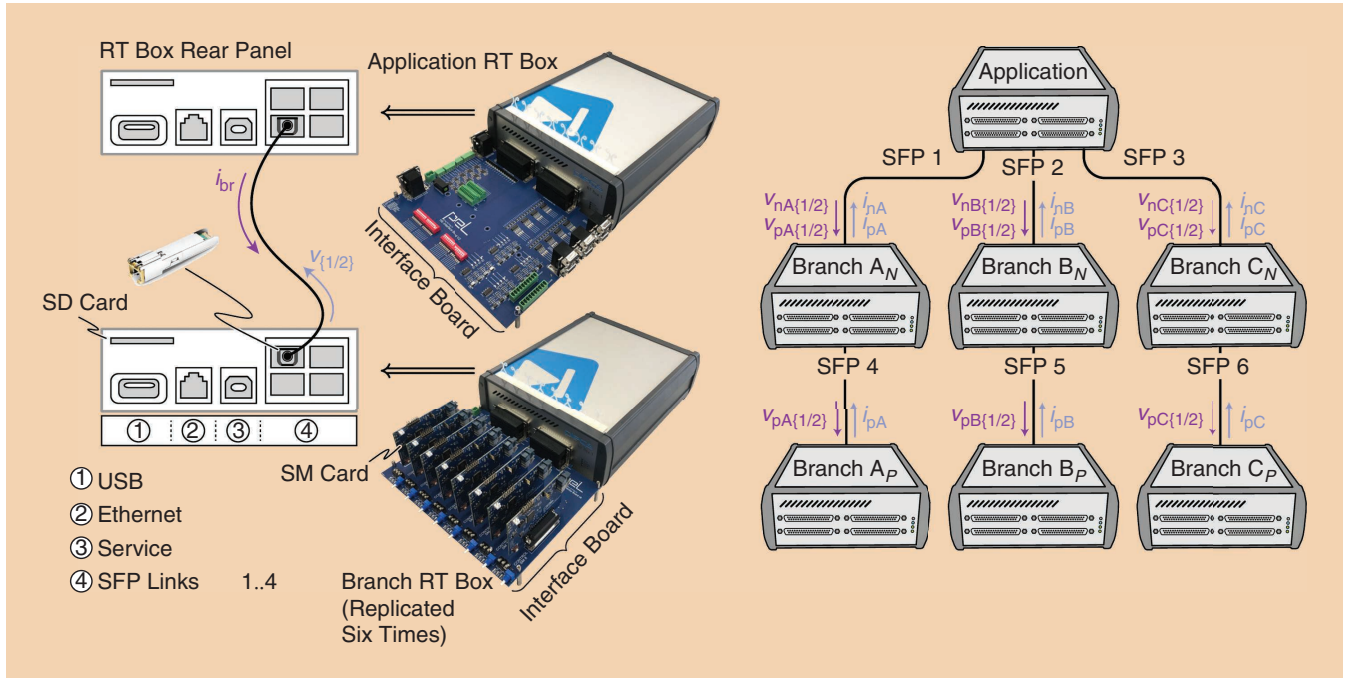 RT Box Rear Panel
Application RT Box
i_br
v_{1/2}
SD Card
Interface Board
① ② ③ ④
SM Card
① USB
② Ethernet
③ Service
④ SFP Links 1..4
Branch RT Box
(Replicated
Six Times)
pel
Interface Board
Application
SFP 1 SFP 2 SFP 3
v_nA{1/2} i_nA v_nB{1/2} i_nB v_nC{1/2} i_nC
v_pA{1/2} i_pA v_pB{1/2} i_pB v_pC{1/2} i_pC
Branch A_N Branch B_N Branch C_N
SFP 4 SFP 5 SFP 6
v_pA{1/2} i_pA v_pB{1/2} i_pB v_pC{1/2} i_pC
Branch A_P Branch B_P Branch C_P